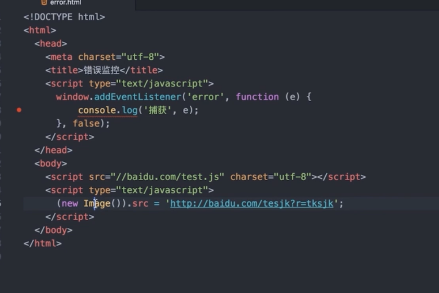 error.html
<!DOCTYPE html>
<html>
<head>
<meta charset="utf-8">
<title>错误监控</title>
<script type="text/javascript">
window.addEventListener('error', function (e) {
console.log('捕获', e);
}, false);
</script>
</head>
<body>
<script src="//baidu.com/test.js" charset="utf-8"></script>
<script type="text/javascript">
(new Image()).src = 'http://baidu.com/tesjk?r=tksjk';
</script>
</body>
</html>